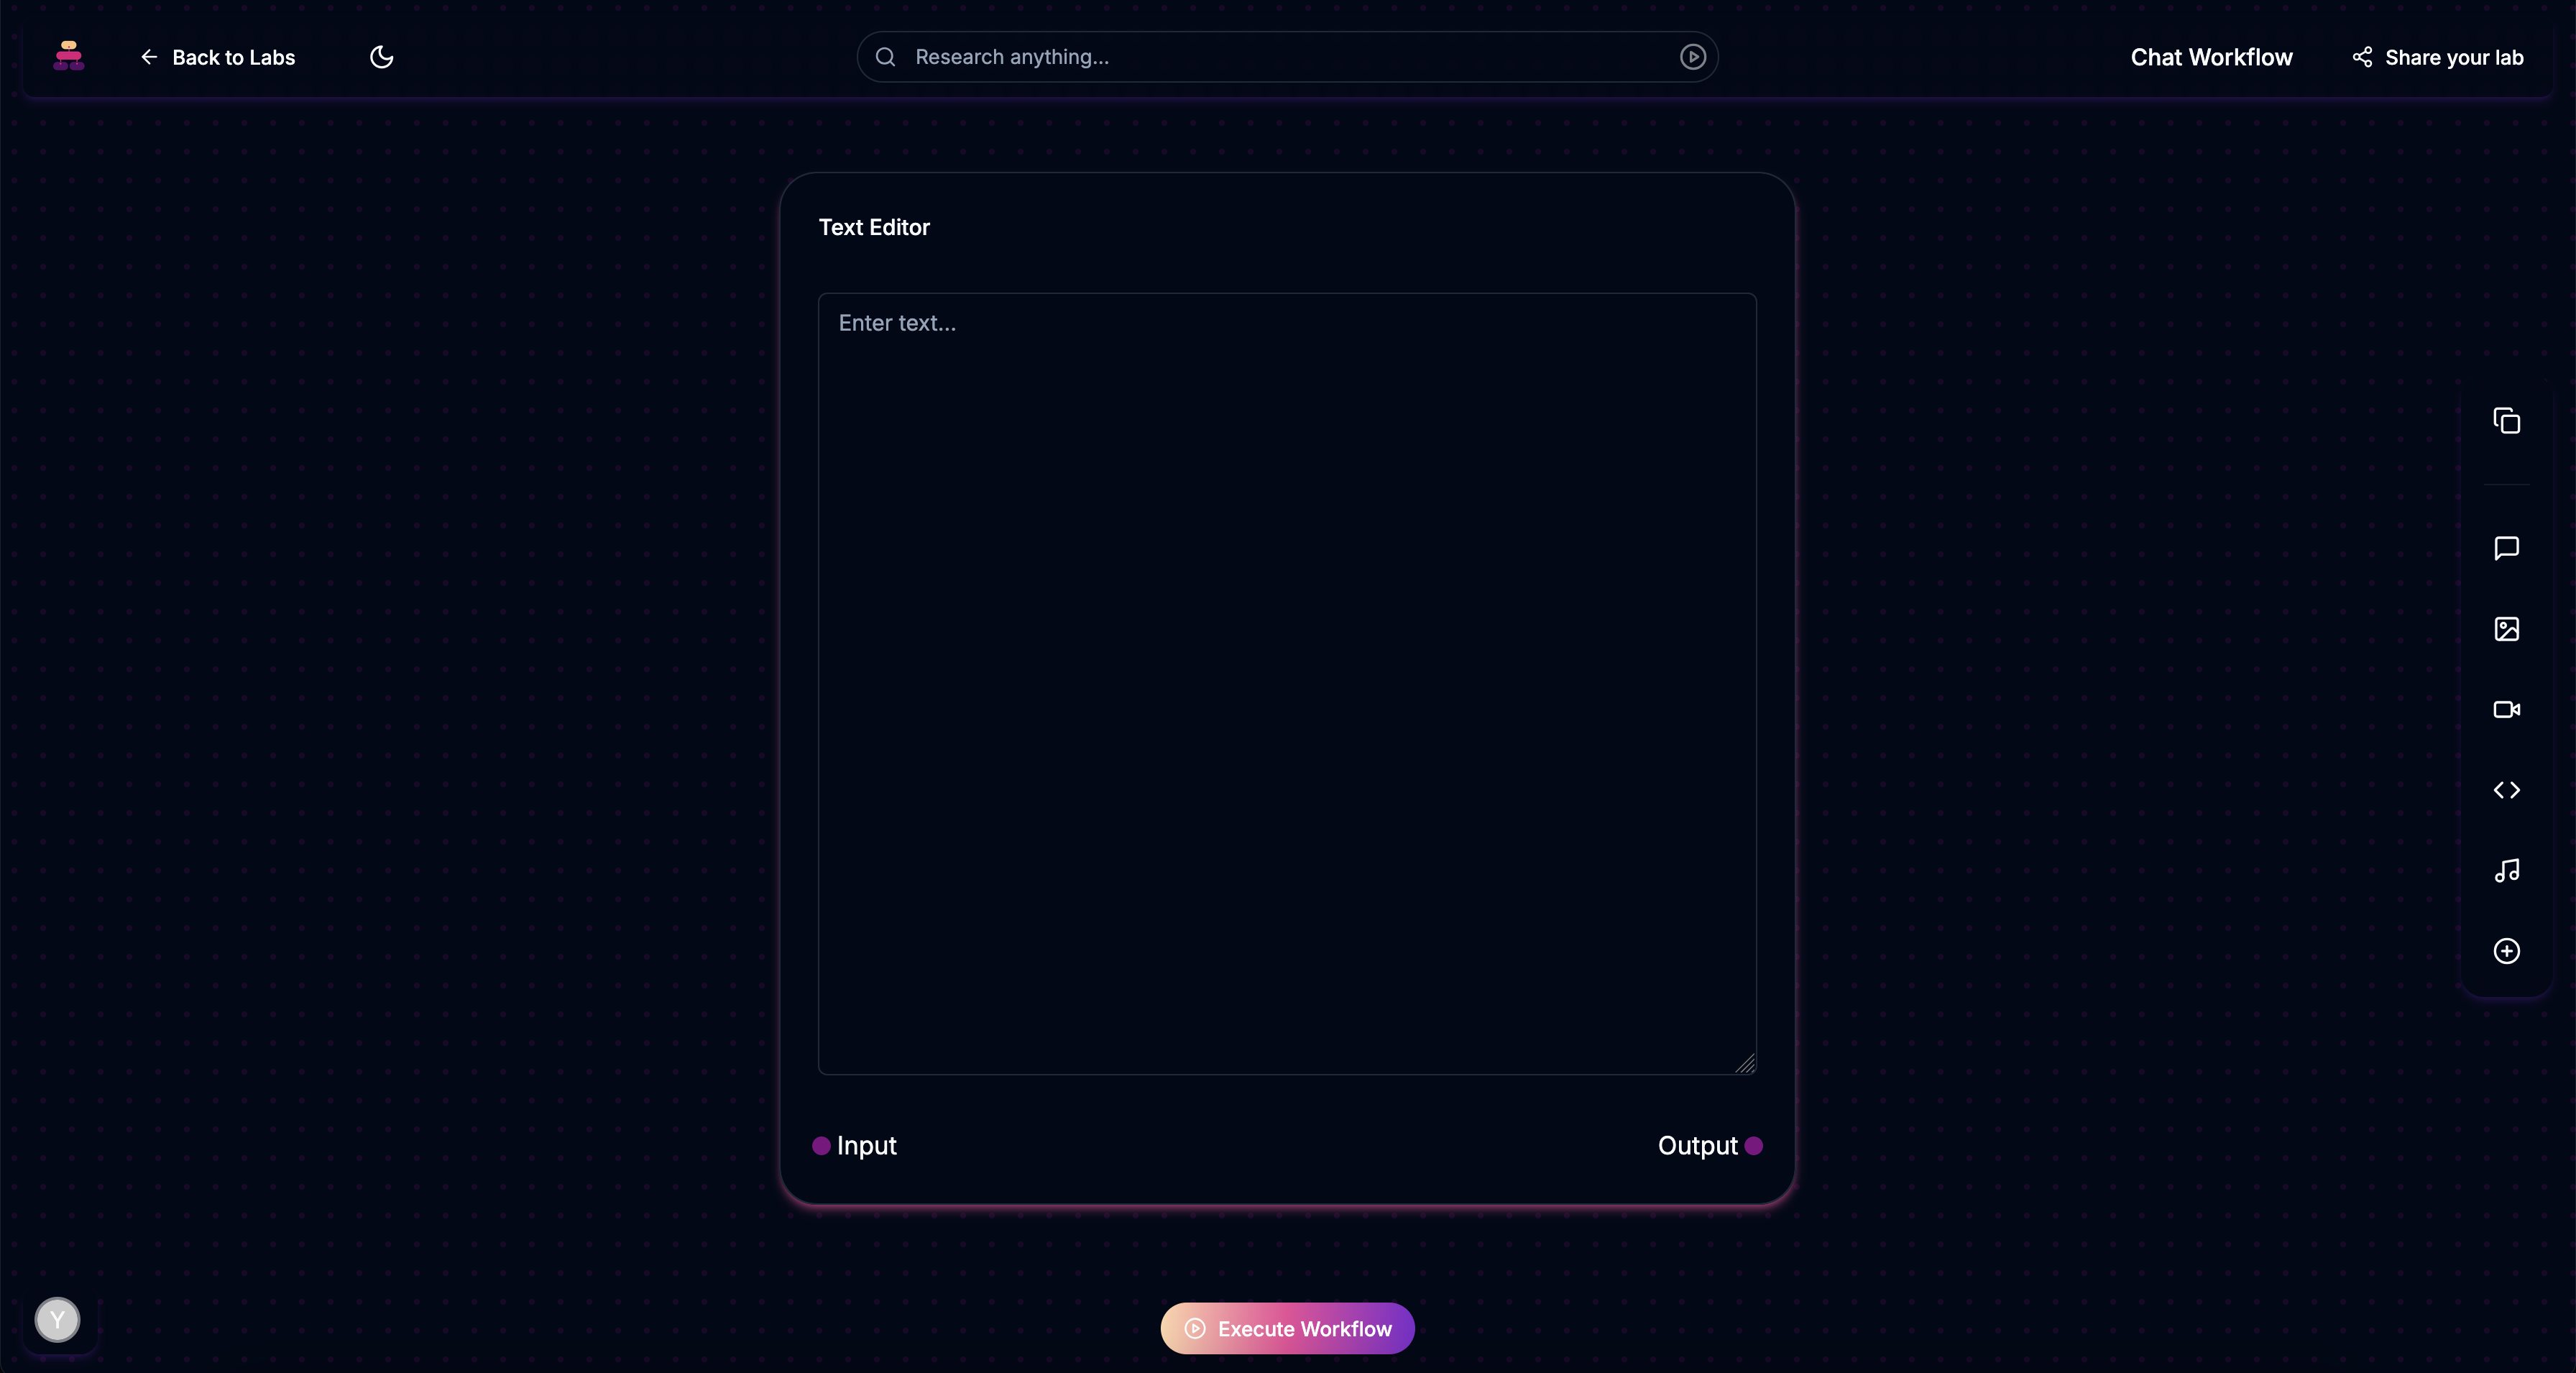 Back to Labs
Research anything...
Chat Workflow
Share your lab
Text Editor
Enter text...
Input
Output
Y
Execute Workflow